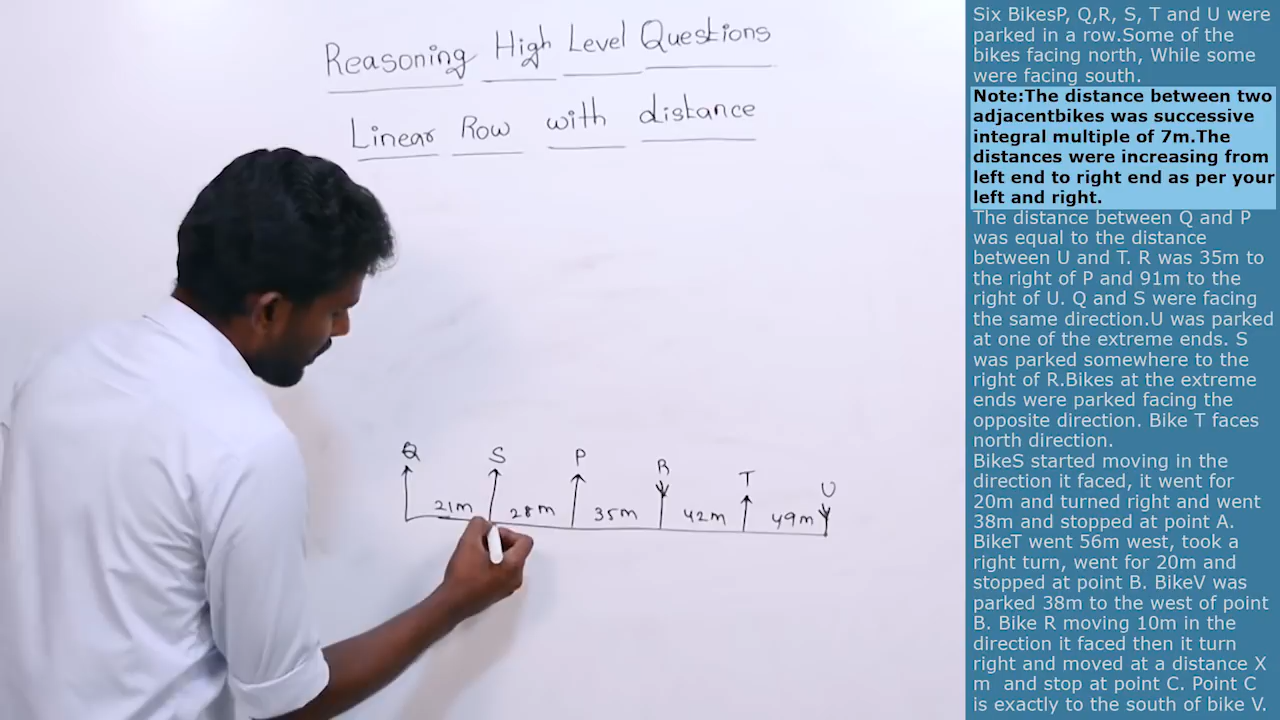 Reasoning High Level Questions
Linear Row with distance
Q S P R T U
21m 28m 35m 42m 49m
Six BikesP, Q,R, S, T and U were
parked in a row.Some of the
bikes facing north, While some
were facing south.
Note:The distance between two
adjacentbikes was successive
integral multiple of 7m.The
distances were increasing from
left end to right end as per your
left and right.
The distance between Q and P
was equal to the distance
between U and T. R was 35m to
the right of P and 91m to the
right of U. Q and S were facing
the same direction.U was parked
at one of the extreme ends. S
was parked somewhere to the
right of R.Bikes at the extreme
ends were parked facing the
opposite direction. Bike T faces
north direction.
BikeS started moving in the
direction it faced, it went for
20m and turned right and went
38m and stopped at point A.
BikeT went 56m west, took a
right turn, went for 20m and
stopped at point B. BikeV was
parked 38m to the west of point
B. Bike R moving 10m in the
direction it faced then it turn
right and moved at a distance X
m and stop at point C. Point C
is exactly to the south of bike V.